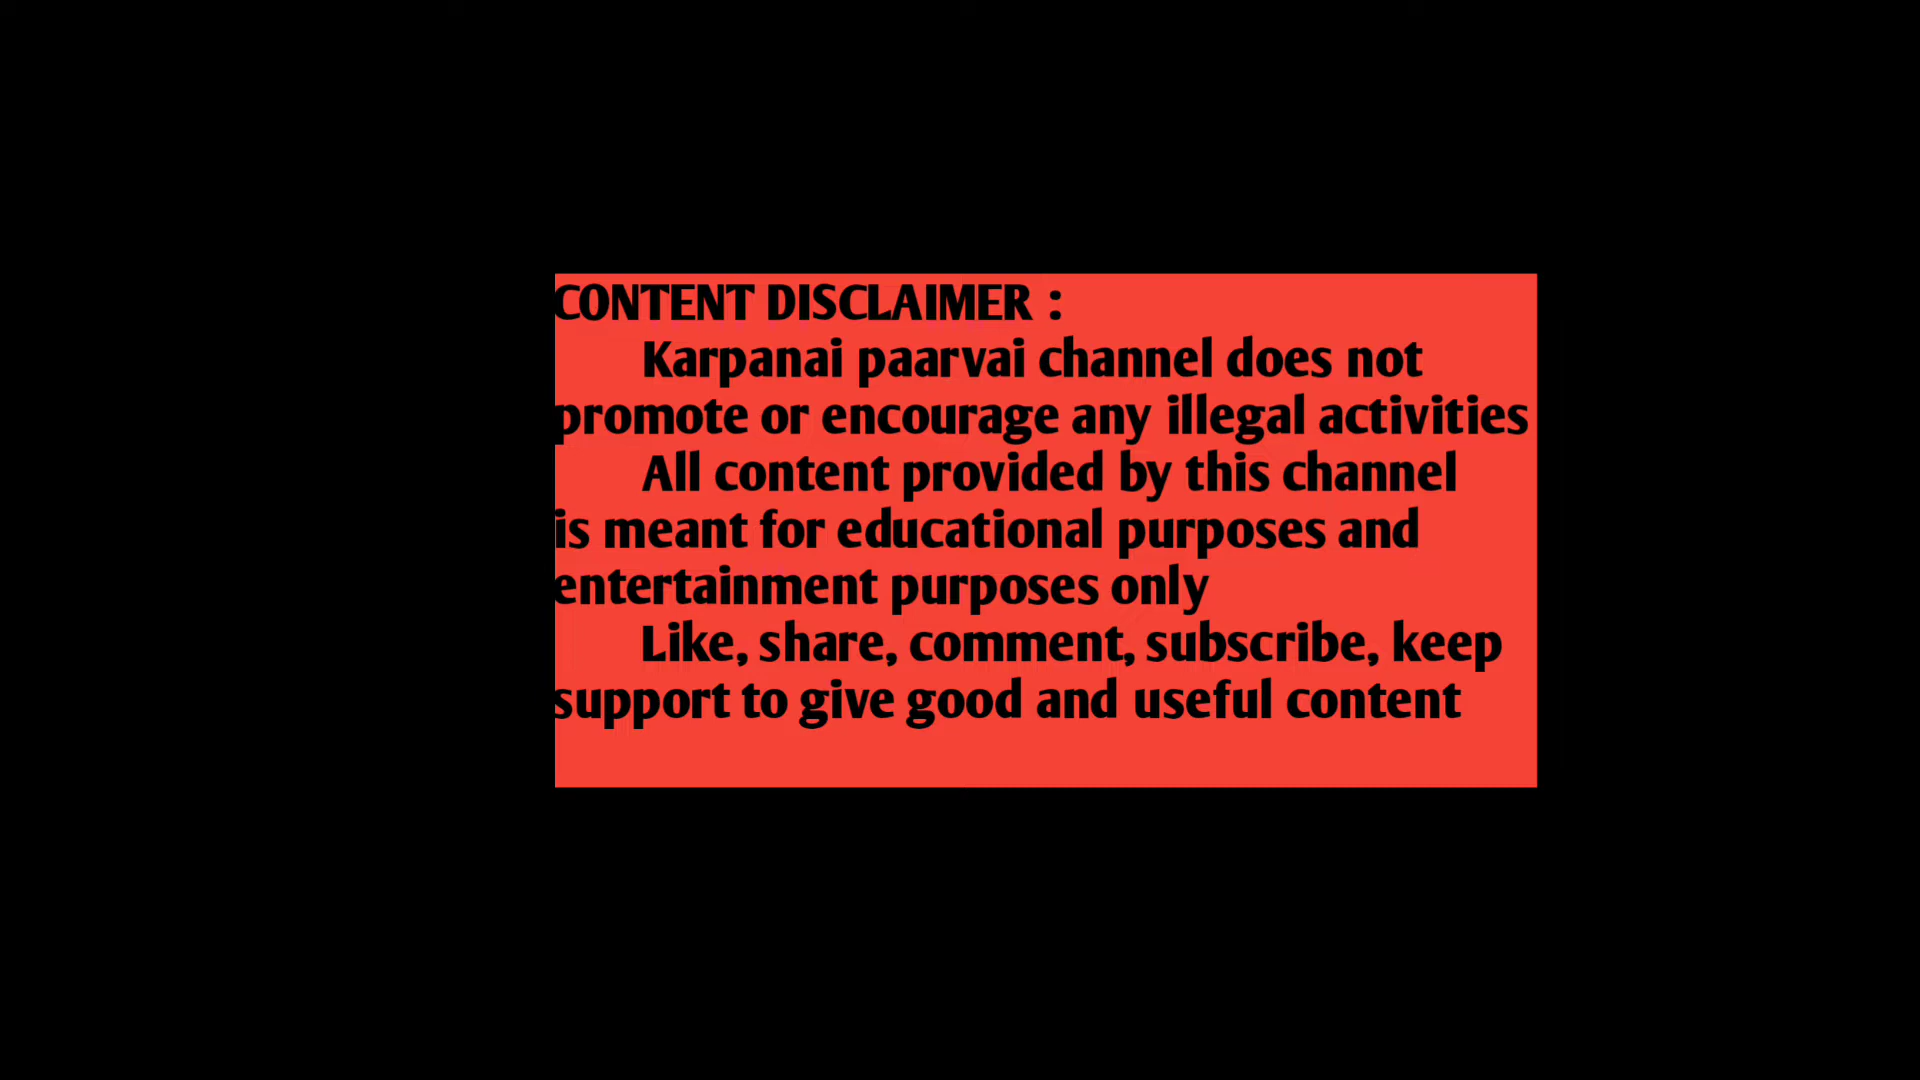 CONTENT DISCLAIMER :
Karpanai paarvai channel does not
promote or encourage any illegal activities
All content provided by this channel
is meant for educational purposes and
entertainment purposes only
Like, share, comment, subscribe, keep
support to give good and useful content